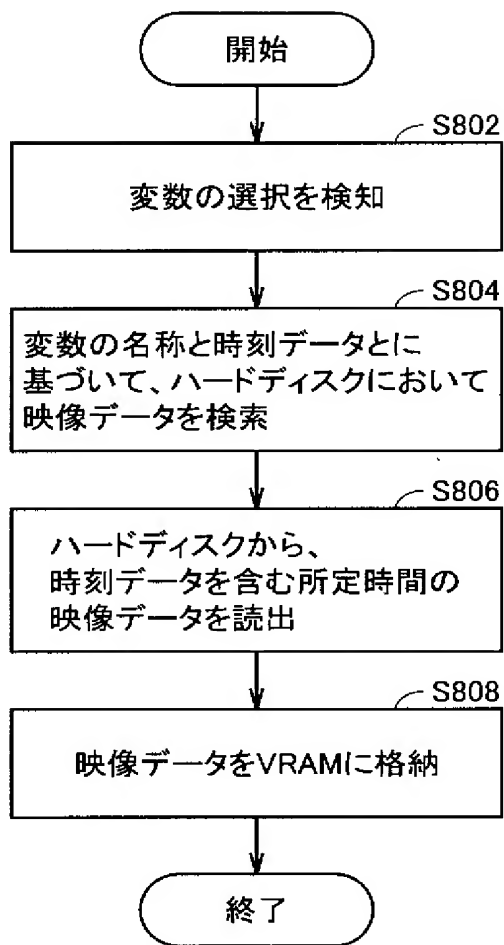 開始
S802
変数の選択を検知
S804
変数の名称と時刻データとに
基づいて、ハードディスクにおいて
映像データを検索
S806
ハードディスクから、
時刻データを含む所定時間の
映像データを読出
S808
映像データをVRAMに格納
終了